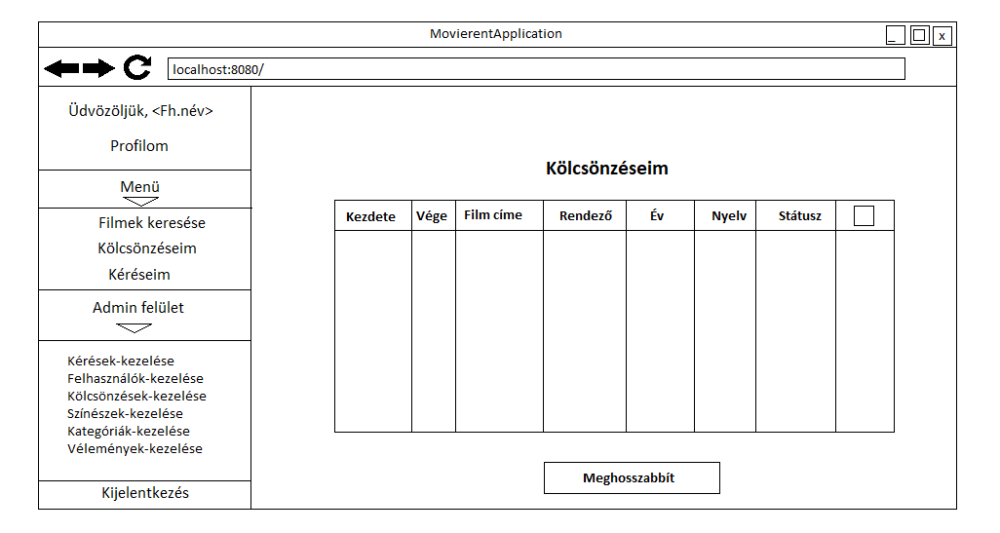 MovierentApplication
_ x
localhost:8080/
Üdvözöljük, <Fh.név>
Profilom
Menü
Filmek keresése
Kölcsönzéseim
Kéréseim
Admin felület
Kérések-kezelése
Felhasználók-kezelése
Kölcsönzések-kezelése
Színészek-kezelése
Kategóriák-kezelése
Vélemények-kezelése
Kijelentkezés
Kölcsönzéseim
Kezdete Vége Film címe Rendező Év Nyelv Státusz
Meghosszabbít